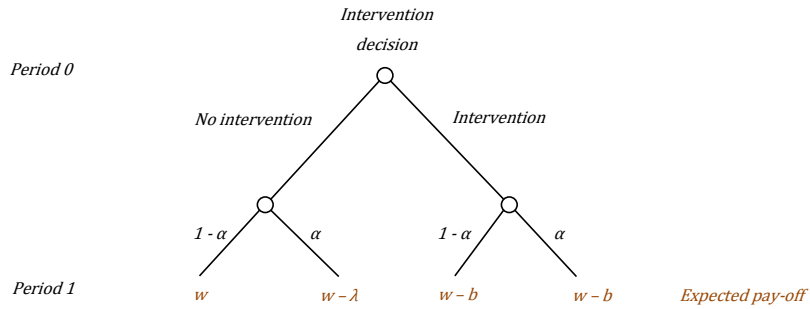 Intervention
decision
Period 0
No intervention
Intervention
1 - α
α
1 - α
α
Period 1
w
w – λ
w – b
w – b
Expected pay-off